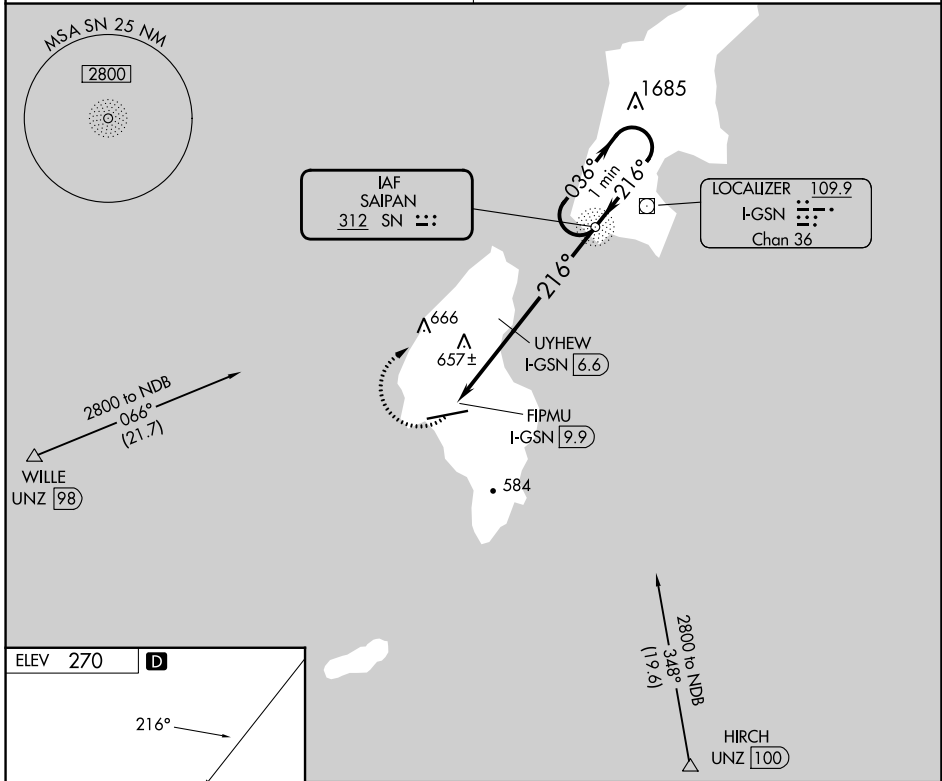 MSA SN 25 NM
2800
1685
036°
1 min
216°
IAF
SAIPAN
312 SN
LOCALIZER 109.9
I-GSN
Chan 36
216°
666
657±
UYHEW
I-GSN 6.6
FIPMU
I-GSN 9.9
2800 to NDB
066°
(21.7)
WILLE
UNZ 98
584
2800 to NDB
348°
(19.6)
HIRCH
UNZ 100
ELEV 270 D
216°